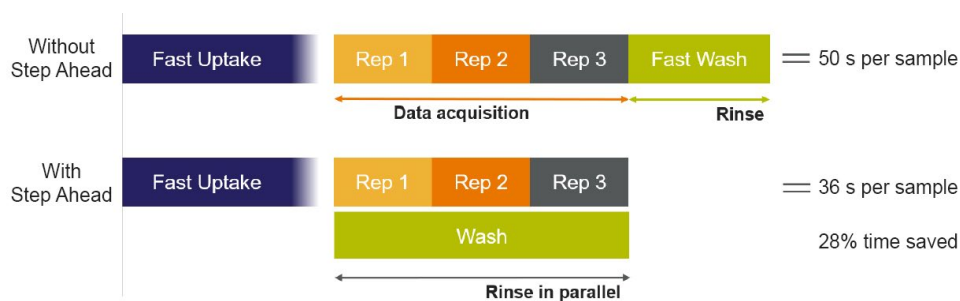 Without
Step Ahead
Fast Uptake
Rep 1
Rep 2
Rep 3
Fast Wash
= 50 s per sample
Data acquisition
Rinse
With
Step Ahead
Fast Uptake
Rep 1
Rep 2
Rep 3
= 36 s per sample
Wash
28% time saved
Rinse in parallel